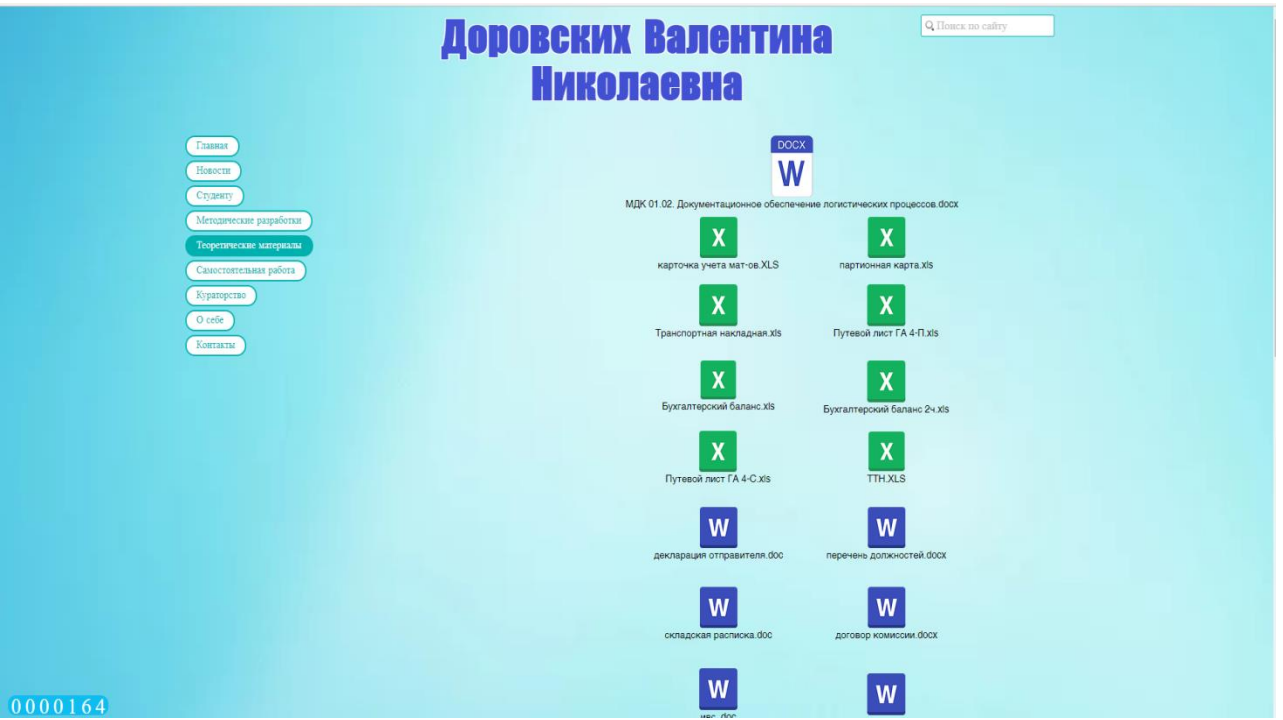 Доровских Валентина
Николаевна
Поиск по сайту
Главная
Новости
Студенту
Методические разработки
Теоретические материалы
Самостоятельная работа
Кураторство
О себе
Контакты
DOCX
W
МДК 01.02. Документационное обеспечение логистических процессов.docx
X X
карточка учета мат-ов.XLS партионная карта.xls
X X
Транспортная накладная.xls Путевой лист ГА 4-П.xls
X X
Бухгалтерский баланс.xls Бухгалтерский баланс 2ч.xls
X X
Путевой лист ГА 4-С.xls ТТН.XLS
W W
декларация отправителя.doc перечень должностей.docx
W W
складская расписка.doc договор комиссии.docx
W W
0000164